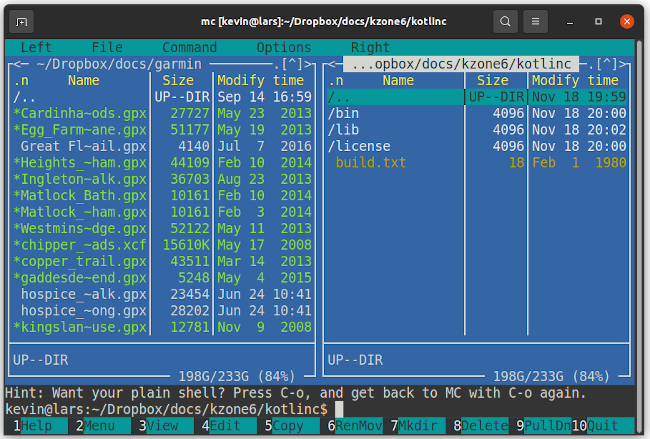 mc [kevin@lars]:~/Dropbox/docs/kzone6/kotlinc
Left File Command Options Right
<— ~/Dropbox/docs/garmin .[^]>
.n Name Size Modify time
/.. UP--DIR Sep 14 16:59
*Cardinha~ods.gpx 27727 May 23 2013
*Egg_Farm~ane.gpx 51177 May 19 2013
Great Fl~ail.gpx 4140 Jul 7 2016
*Heights_~ham.gpx 44109 Feb 10 2014
*Ingleton~alk.gpx 36703 Aug 23 2013
*Matlock_Bath.gpx 10161 Feb 10 2014
*Matlock_~ham.gpx 10161 Feb 3 2014
*Westmins~dge.gpx 52122 May 11 2013
*chipper_~ads.xcf 15610K May 17 2008
*copper_trail.gpx 43511 Mar 14 2013
*gaddesde~end.gpx 5248 May 4 2015
hospice_~alk.gpx 23454 Jun 24 10:41
hospice_~ong.gpx 28202 Jun 24 10:41
*kingslan~use.gpx 12781 Nov 9 2008
UP--DIR
198G/233G (84%)
<— ...opbox/docs/kzone6/kotlinc .[^]>
.n Name Size Modify time
/.. UP--DIR Nov 18 19:59
/bin 4096 Nov 18 20:00
/lib 4096 Nov 18 20:02
/license 4096 Nov 18 20:00
build.txt 18 Feb 1 1980
UP--DIR
198G/233G (84%)
Hint: Want your plain shell? Press C-o, and get back to MC with C-o again.
kevin@lars:~/Dropbox/docs/kzone6/kotlinc$
1Help 2Menu 3View 4Edit 5Copy 6RenMov 7Mkdir 8Delete 9PullDn 10Quit